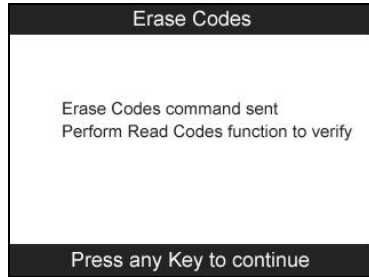 Erase Codes
Erase Codes command sent
Perform Read Codes function to verify
Press any Key to continue